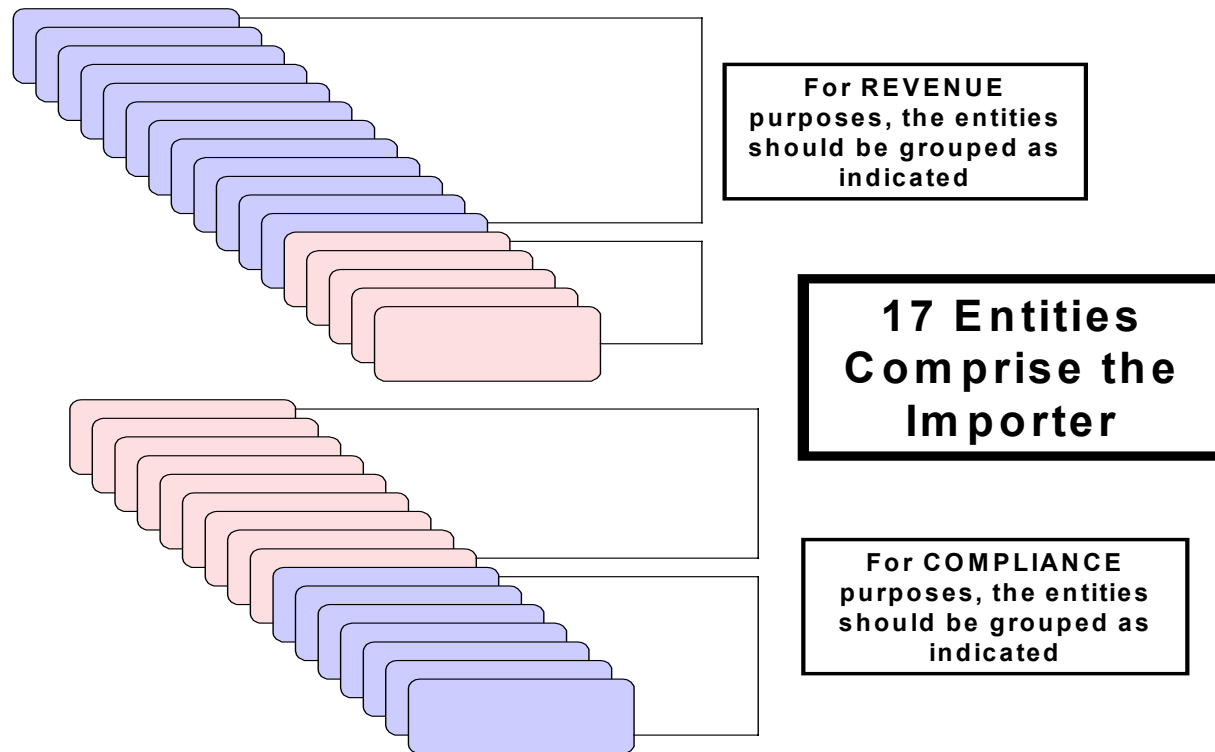 For REVENUE
purposes, the entities
should be grouped as
indicated
17 Entities
Comprise the
Importer
For COMPLIANCE
purposes, the entities
should be grouped as
indicated